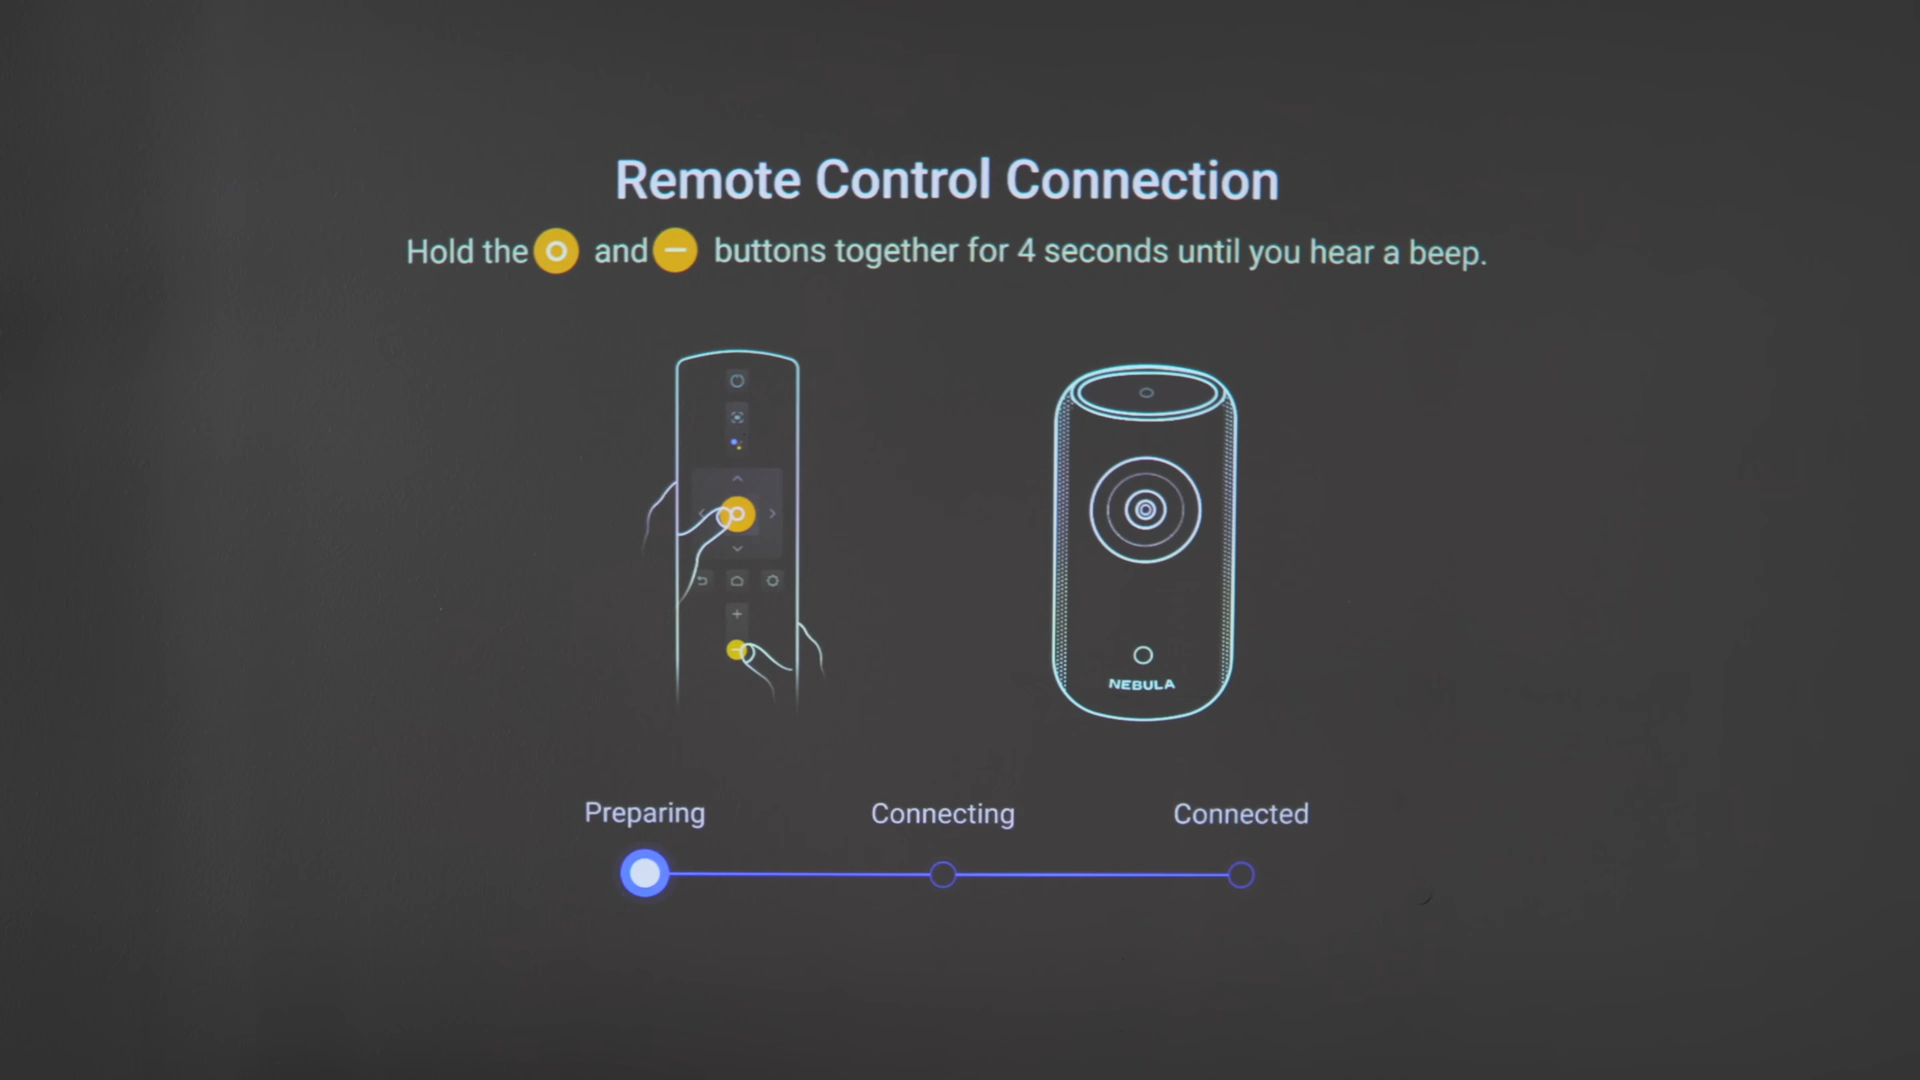 Remote Control Connection
Hold the and buttons together for 4 seconds until you hear a beep.
NEBULA
Preparing
Connecting
Connected